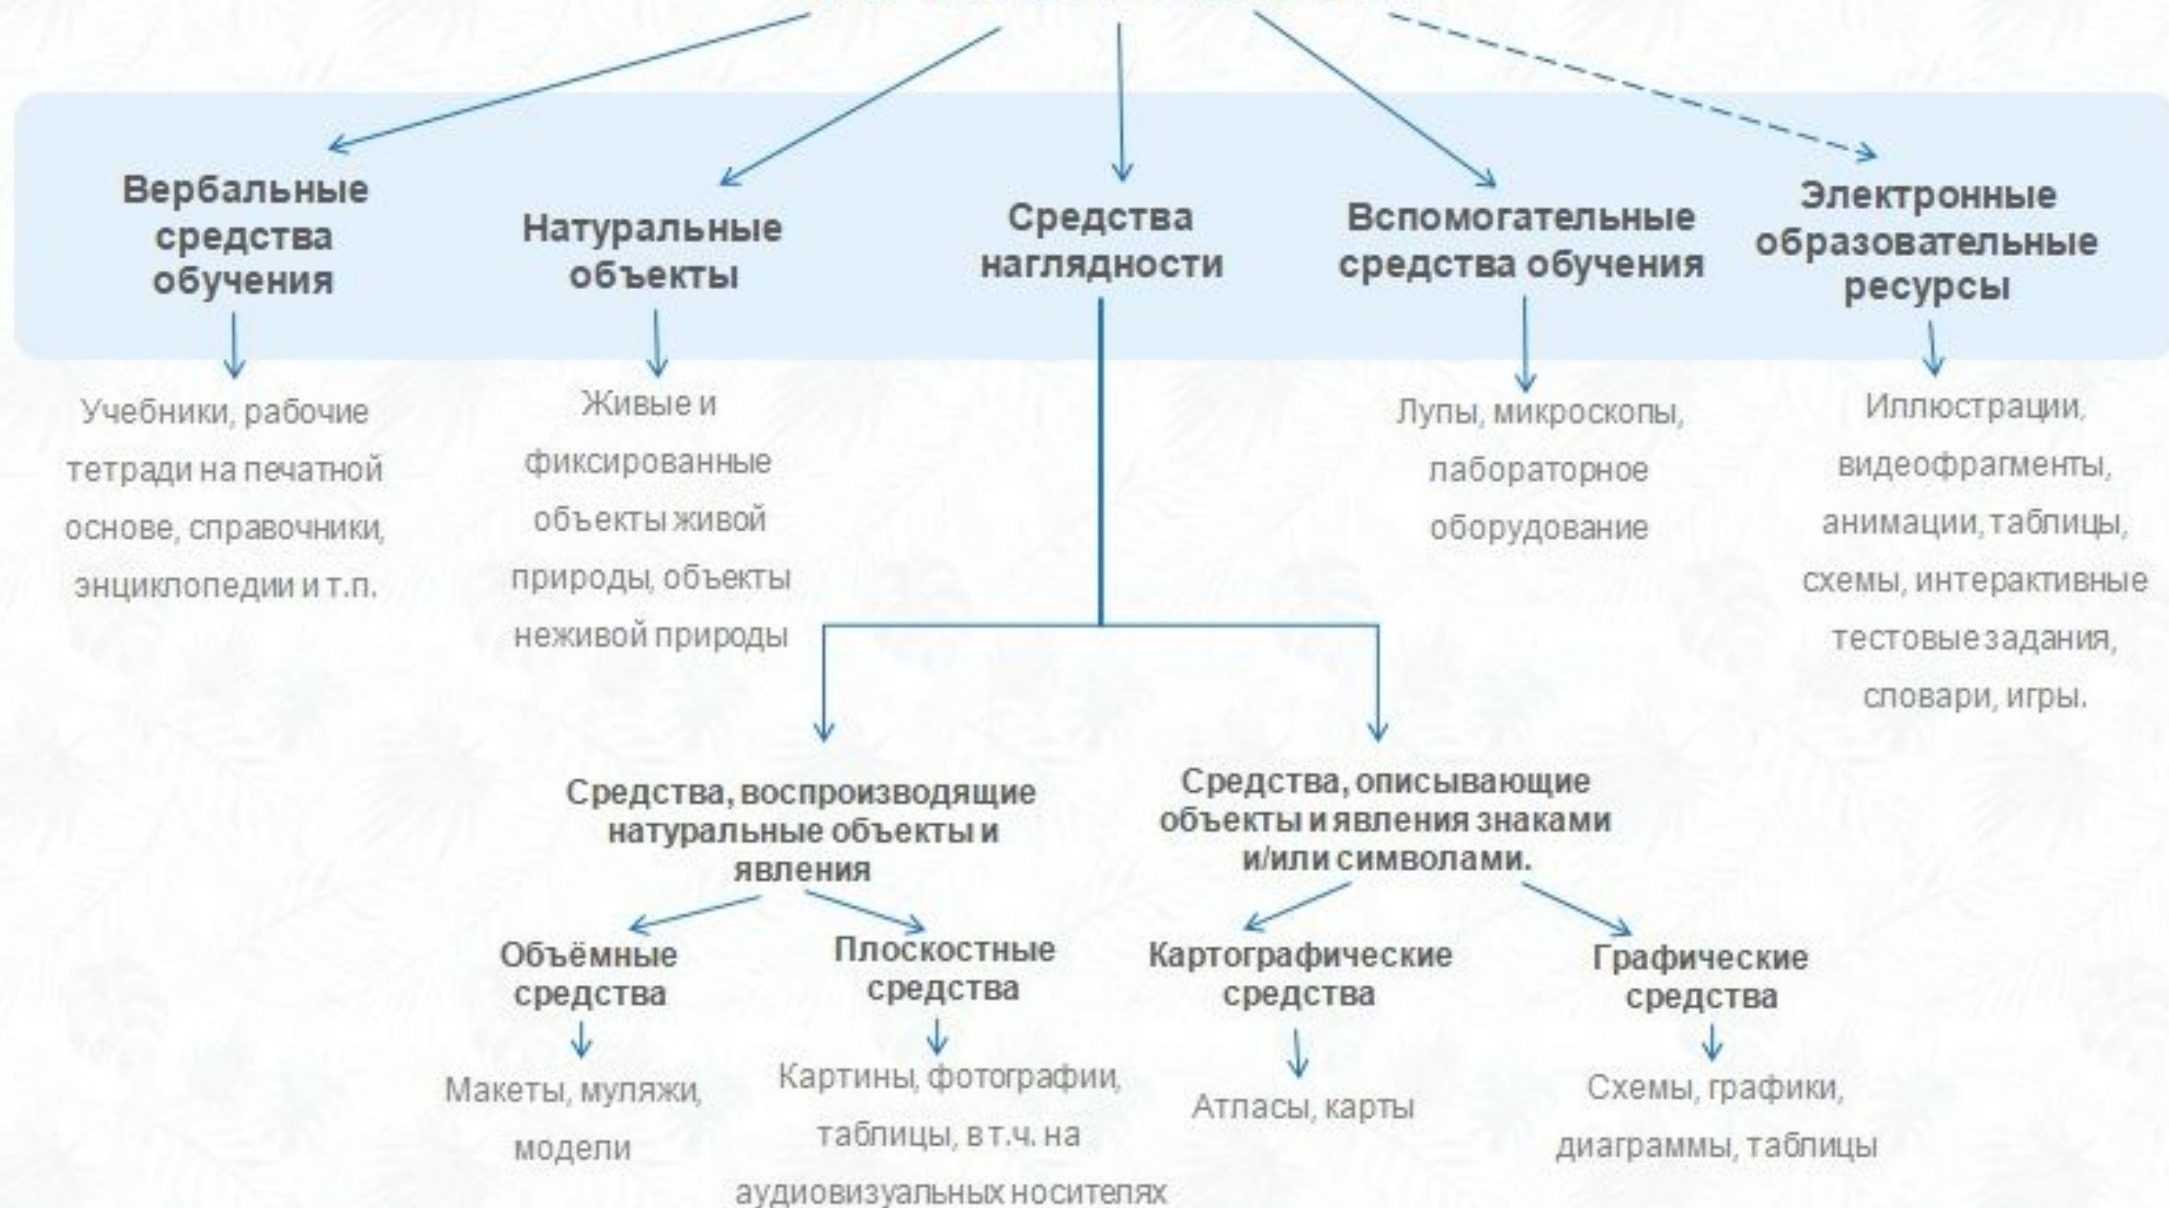 Вербальные
средства
обучения
Учебники, рабочие
тетради на печатной
основе, справочники,
энциклопедии и т.п.
Натуральные
объекты
Живые и
фиксированные
объекты живой
природы, объекты
неживой природы
Средства
наглядности
Вспомогательные
средства обучения
Лупы, микроскопы,
лабораторное
оборудование
Электронные
образовательные
ресурсы
Иллюстрации,
видеофрагменты,
анимации, таблицы,
схемы, интерактивные
тестовые задания,
словари, игры.
Средства, воспроизводящие
натуральные объекты и
явления
Средства, описывающие
объекты и явления знаками
и/или символами.
Объёмные
средства
Макеты, муляжи,
модели
Плоскостные
средства
Картины, фотографии,
таблицы, в т.ч. на
аудиовизуальных носителях
Картографические
средства
Атласы, карты
Графические
средства
Схемы, графики,
диаграммы, таблицы